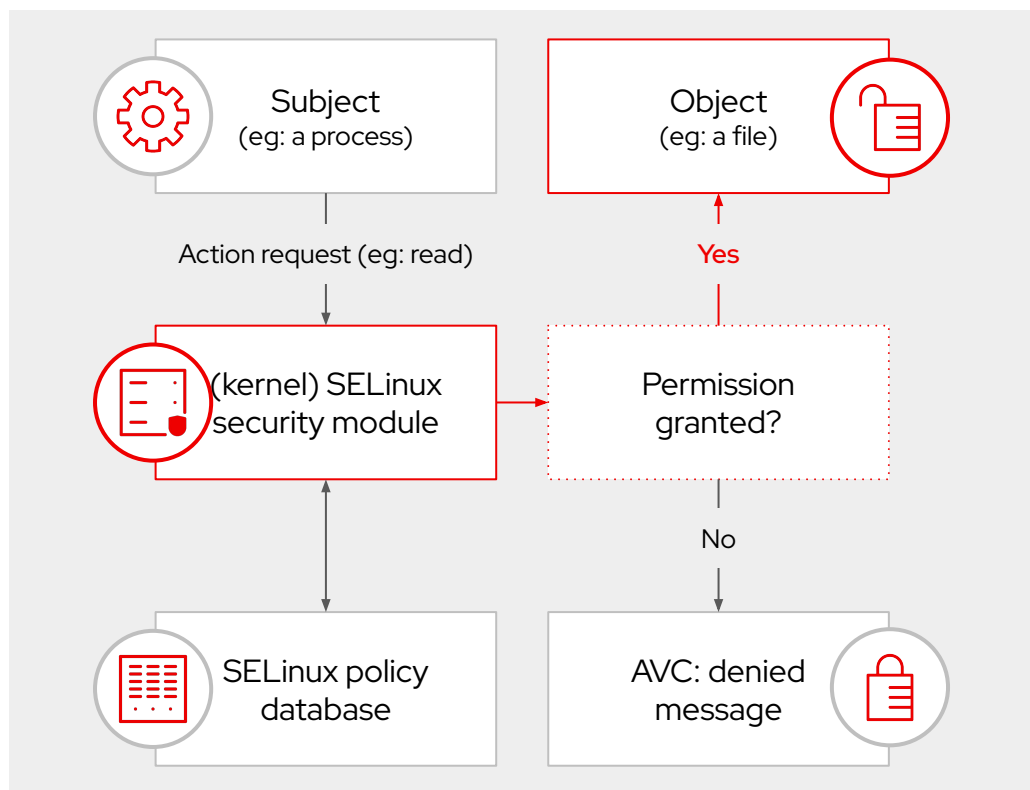 Subject
(eg: a process)
Object
(eg: a file)
Action request (eg: read)
Yes
(kernel) SELinux
security module
Permission
granted?
No
SELinux policy
database
AVC: denied
message